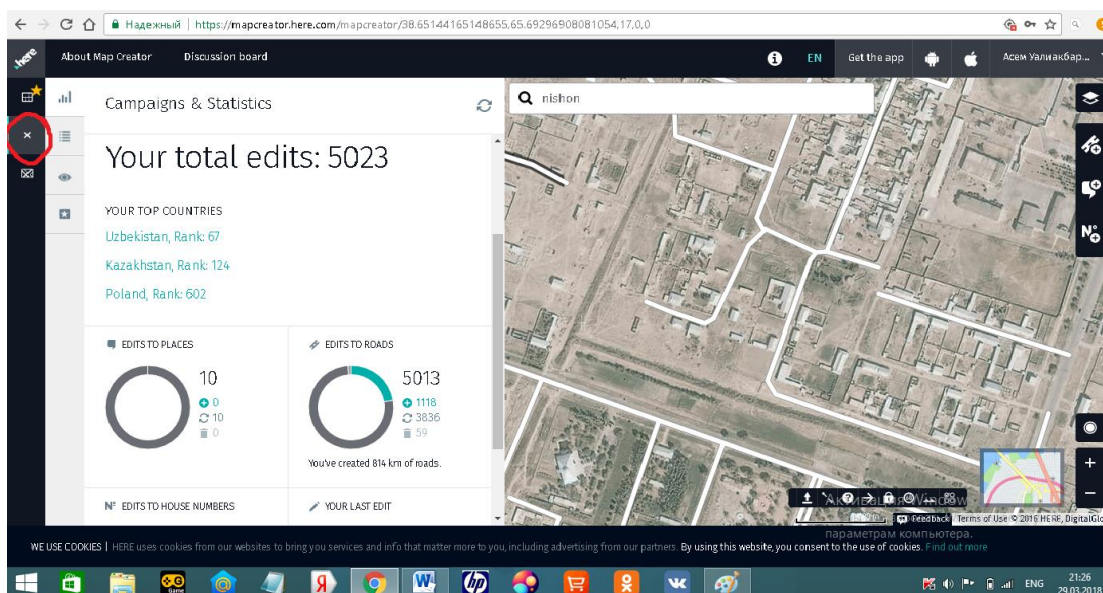 Надежный | https://mapcreator.here.com/mapcreator/38.65144165148655,65.69296908081054,17,0,0
here
About Map Creator
Discussion board
EN
Get the app
Асем Уалиакбар...
Campaigns & Statistics
nishon
Your total edits: 5023
YOUR TOP COUNTRIES
Uzbekistan, Rank: 67
Kazakhstan, Rank: 124
Poland, Rank: 602
EDITS TO PLACES
10
0
10
0
EDITS TO ROADS
5013
1118
3836
59
You've created 814 km of roads.
N° EDITS TO HOUSE NUMBERS
YOUR LAST EDIT
N°
Активация Window
Feedback
Terms of Use © 2016 HERE, DigitalGlo
параметрам компьютера.
WE USE COOKIES | HERE uses cookies from our websites to bring you services and info that matter more to you, including advertising from our partners. By using this website, you consent to the use of cookies. Find out more
Game
Я
W
hp
ENG
21:26
29.03.2018